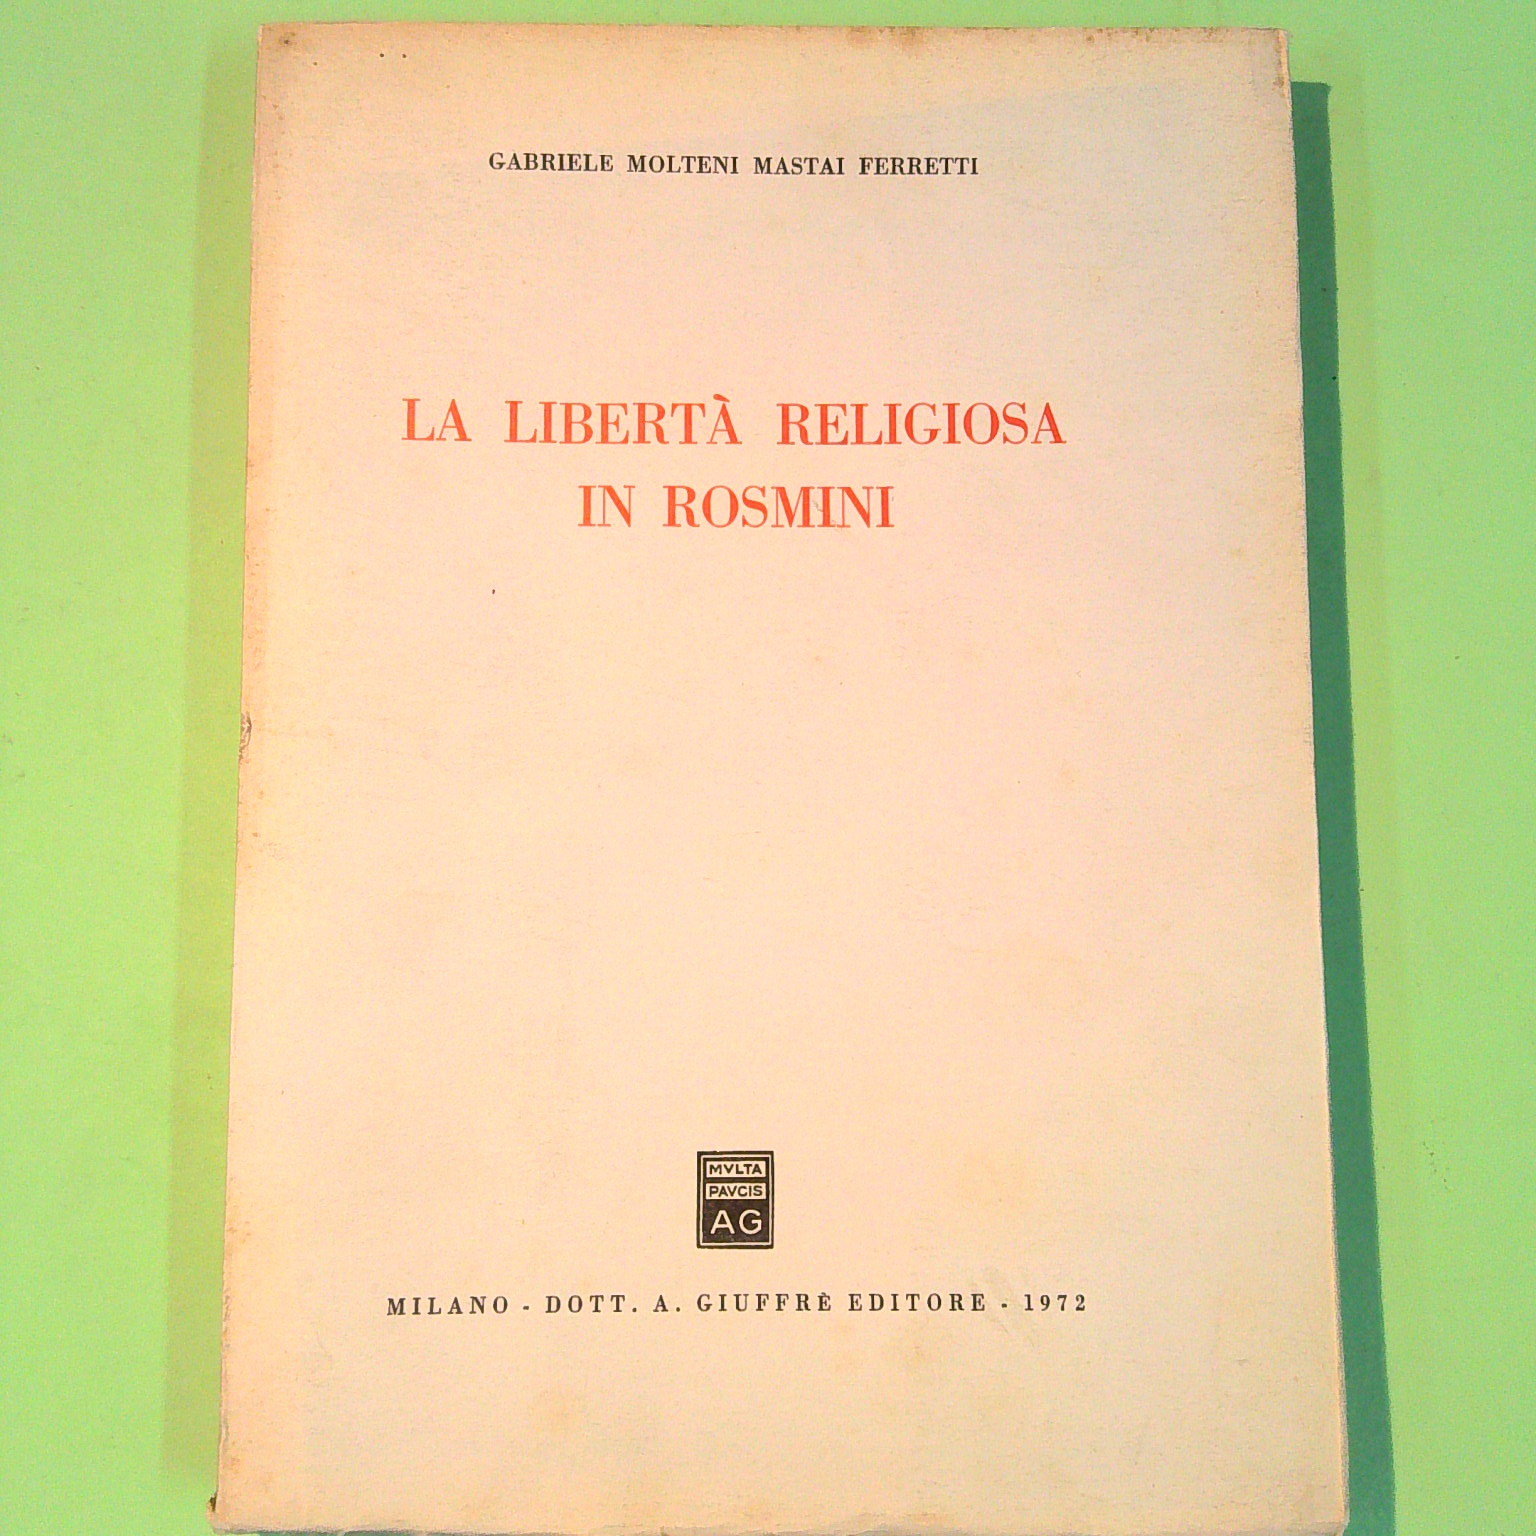 GABRIELE MOLTENI MASTAI FERRETTI
LA LIBERTÀ RELIGIOSA
IN ROSMINI
MVLTA
PAVCIS
AG
MILANO - DOTT. A. GIUFFRÈ EDITORE - 1972